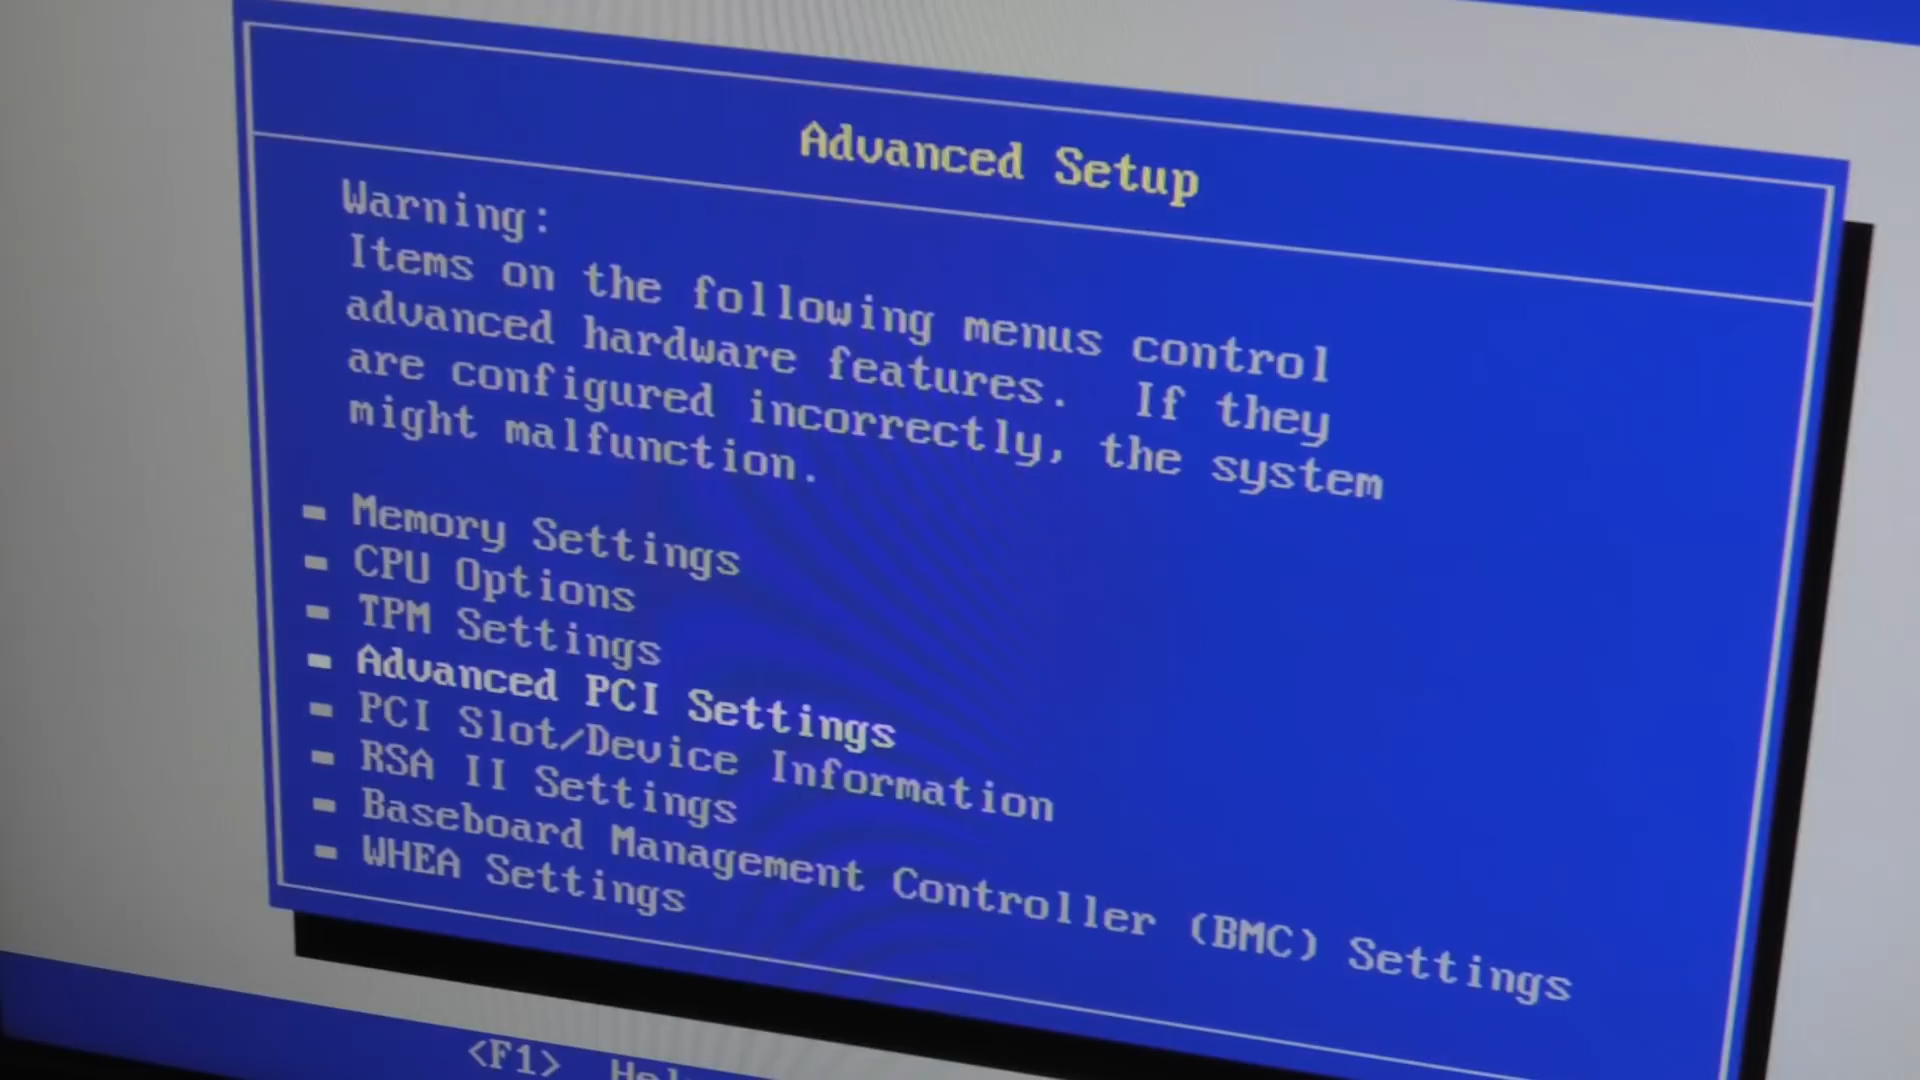 Advanced Setup
Warning:
Items on the following menus control
advanced hardware features.  If they
are configured incorrectly, the system
might malfunction.
Memory Settings
CPU Options
TPM Settings
Advanced PCI Settings
PCI Slot/Device Information
RSA II Settings
Baseboard Management Controller (BMC) Settings
WHEA Settings
<F1>